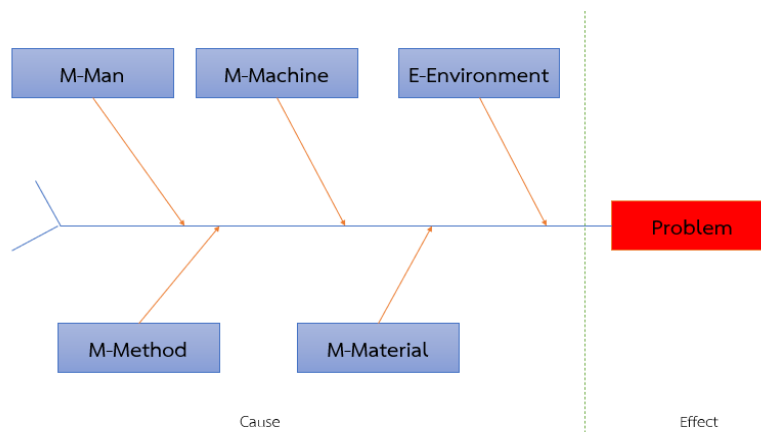 M-Man
M-Machine
E-Environment
Problem
M-Method
M-Material
Cause
Effect